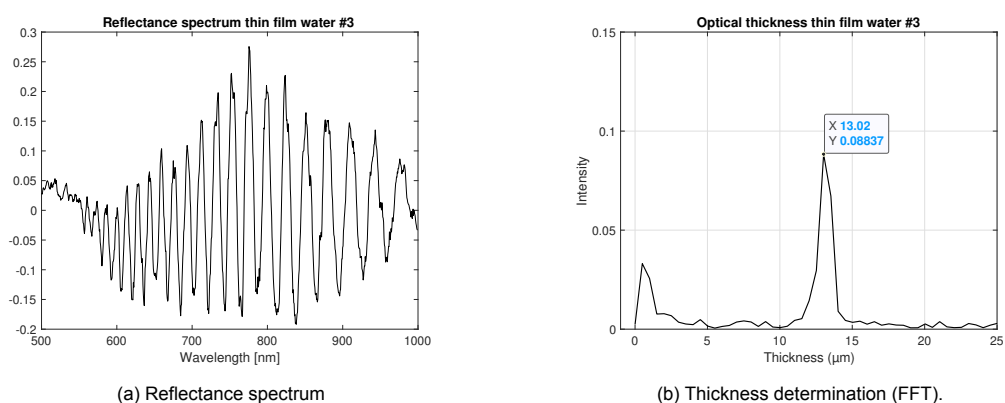 Reflectance spectrum thin film water #3
0.3
0.25
0.2
0.15
0.1
0.05
0
-0.05
-0.1
-0.15
-0.2
500 600 700 800 900 1000
Wavelength [nm]
(a) Reflectance spectrum
Optical thickness thin film water #3
0.15
0.1
0.05
0
Intensity
X 13.02
Y 0.08837
0 5 10 15 20 25
Thickness (μm)
(b) Thickness determination (FFT).